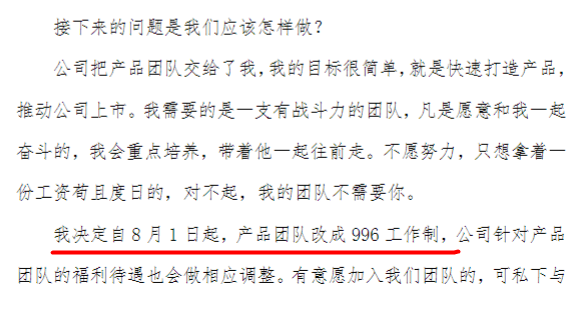 接下来的问题是我们应该怎样做？
公司把产品团队交给了我，我的目标很简单，就是快速打造产品，
推动公司上市。我需要的是一支有战斗力的团队，凡是愿意和我一起
奋斗的，我会重点培养，带着他一起往前走。不愿努力，只想拿着一
份工资苟且度日的，对不起，我的团队不需要你。
我决定自 8 月 1 日起，产品团队改成 996 工作制，公司针对产品
团队的福利待遇也会做相应调整。有意愿加入我们团队的，可私下与